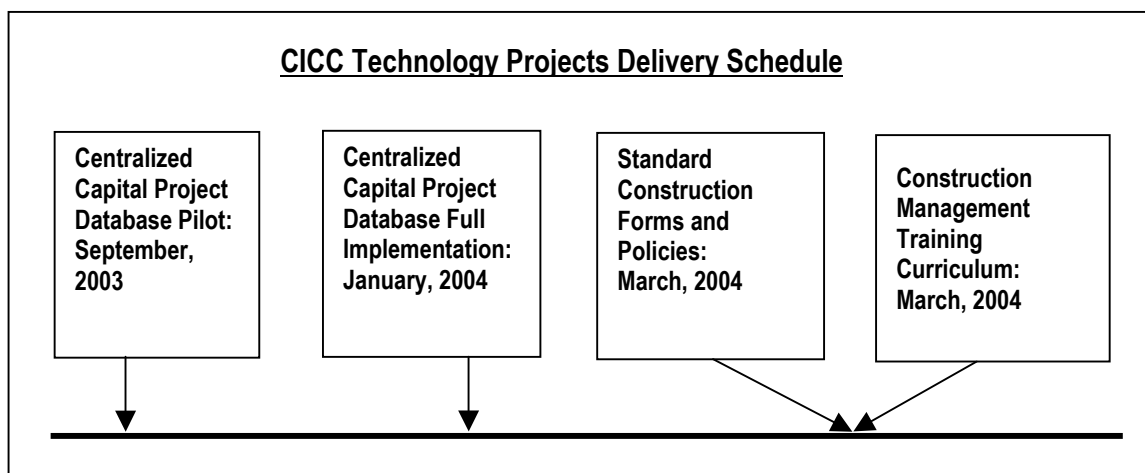 CICC Technology Projects Delivery Schedule
Centralized
Capital Project
Database Pilot:
September,
2003
Centralized
Capital Project
Database Full
Implementation:
January, 2004
Standard
Construction
Forms and
Policies:
March, 2004
Construction
Management
Training
Curriculum:
March, 2004